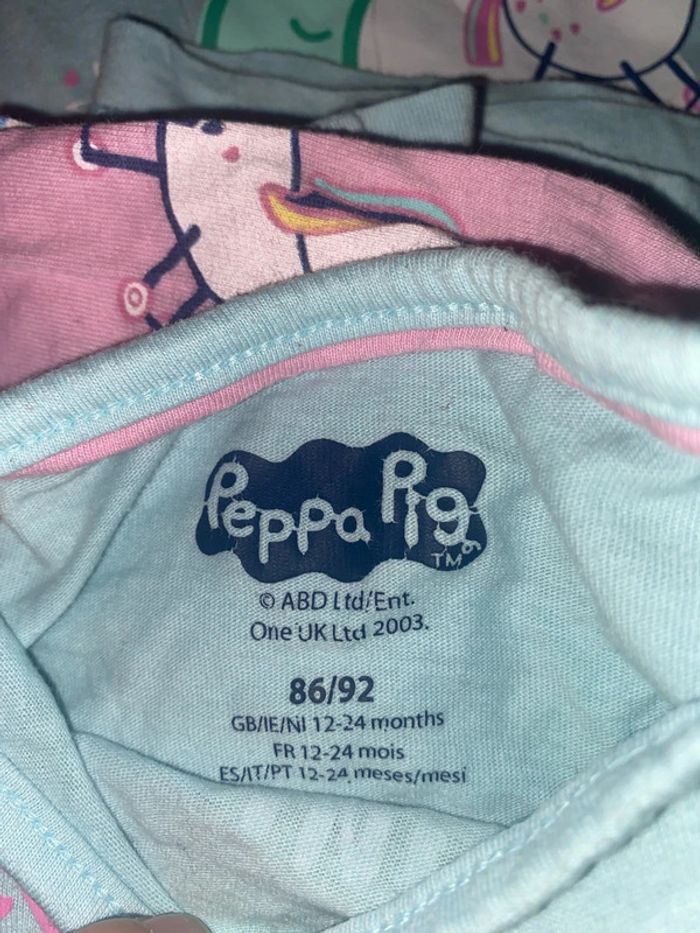 Peppa Pig
TM
© ABD Ltd/Ent.
One UK Ltd 2003.
86/92
GB/IE/NI 12-24 months
FR 12-24 mois
ES/IT/PT 12-24 meses/mesi